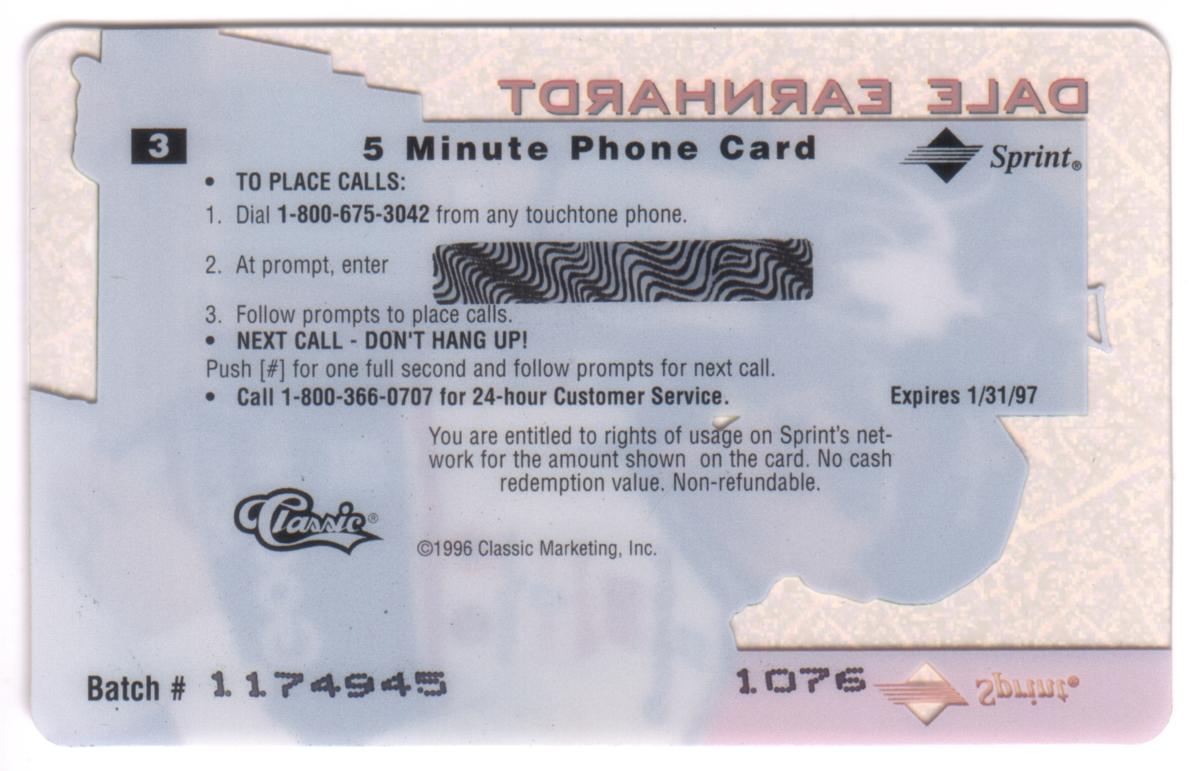 DALE EARNHARDT
3
5 Minute Phone Card
Sprint®
• TO PLACE CALLS:
1. Dial 1-800-675-3042 from any touchtone phone.
2. At prompt, enter
3. Follow prompts to place calls.
• NEXT CALL - DON'T HANG UP!
Push [#] for one full second and follow prompts for next call.
• Call 1-800-366-0707 for 24-hour Customer Service.
Expires 1/31/97
You are entitled to rights of usage on Sprint's net-
work for the amount shown on the card. No cash
redemption value. Non-refundable.
Classic®
©1996 Classic Marketing, Inc.
Batch # 1174945
1076
Sprint®